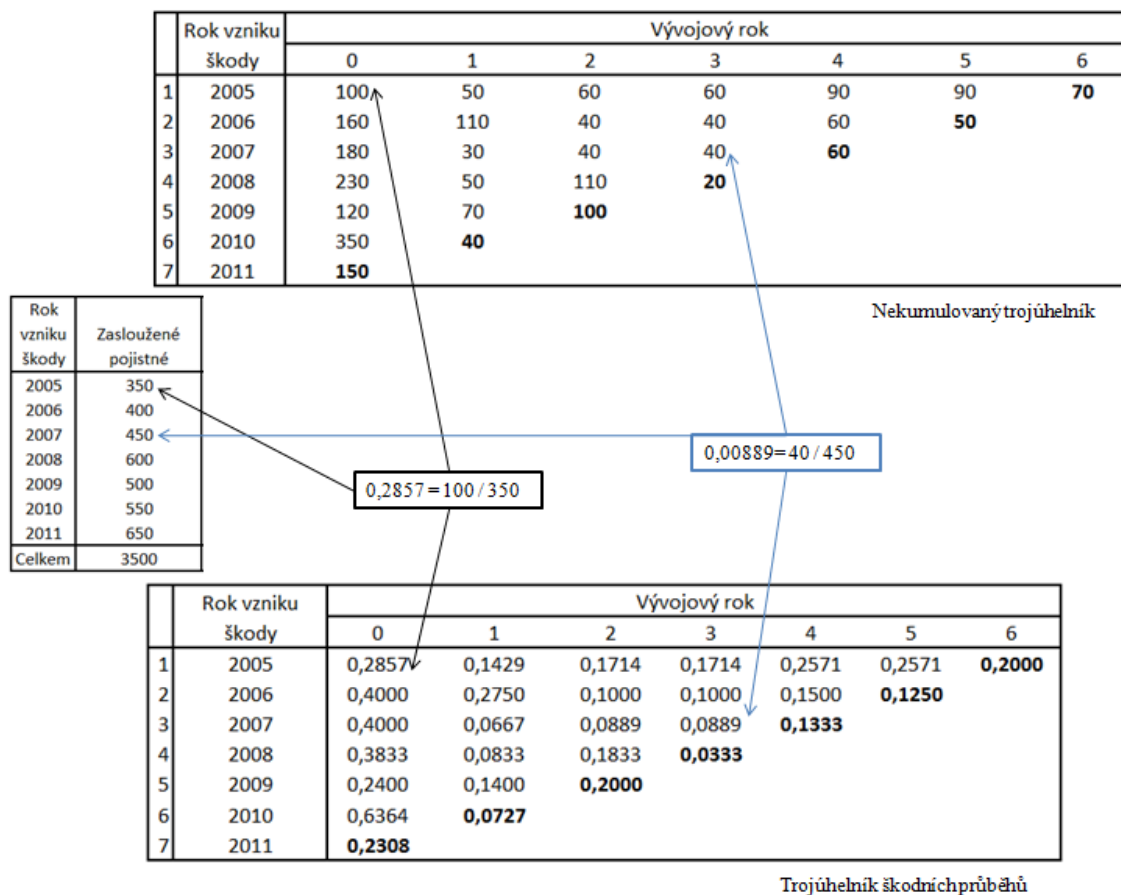 Rok vzniku Vývojový rok
škody 0 1 2 3 4 5 6
1 2005 100 50 60 60 90 90 70
2 2006 160 110 40 40 60 50
3 2007 180 30 40 40 60
4 2008 230 50 110 20
5 2009 120 70 100
6 2010 350 40
7 2011 150
Nekumulovaný trojúhelník
Rok
vzniku Zasloužené
škody pojistné
2005 350
2006 400
2007 450
2008 600
2009 500
2010 550
2011 650
Celkem 3500
0,00889=40 / 450
0,2857=100 / 350
Rok vzniku Vývojový rok
škody 0 1 2 3 4 5 6
1 2005 0,2857 0,1429 0,1714 0,1714 0,2571 0,2571 0,2000
2 2006 0,4000 0,2750 0,1000 0,1000 0,1500 0,1250
3 2007 0,4000 0,0667 0,0889 0,0889 0,1333
4 2008 0,3833 0,0833 0,1833 0,0333
5 2009 0,2400 0,1400 0,2000
6 2010 0,6364 0,0727
7 2011 0,2308
Trojúhelník škodních průběhů